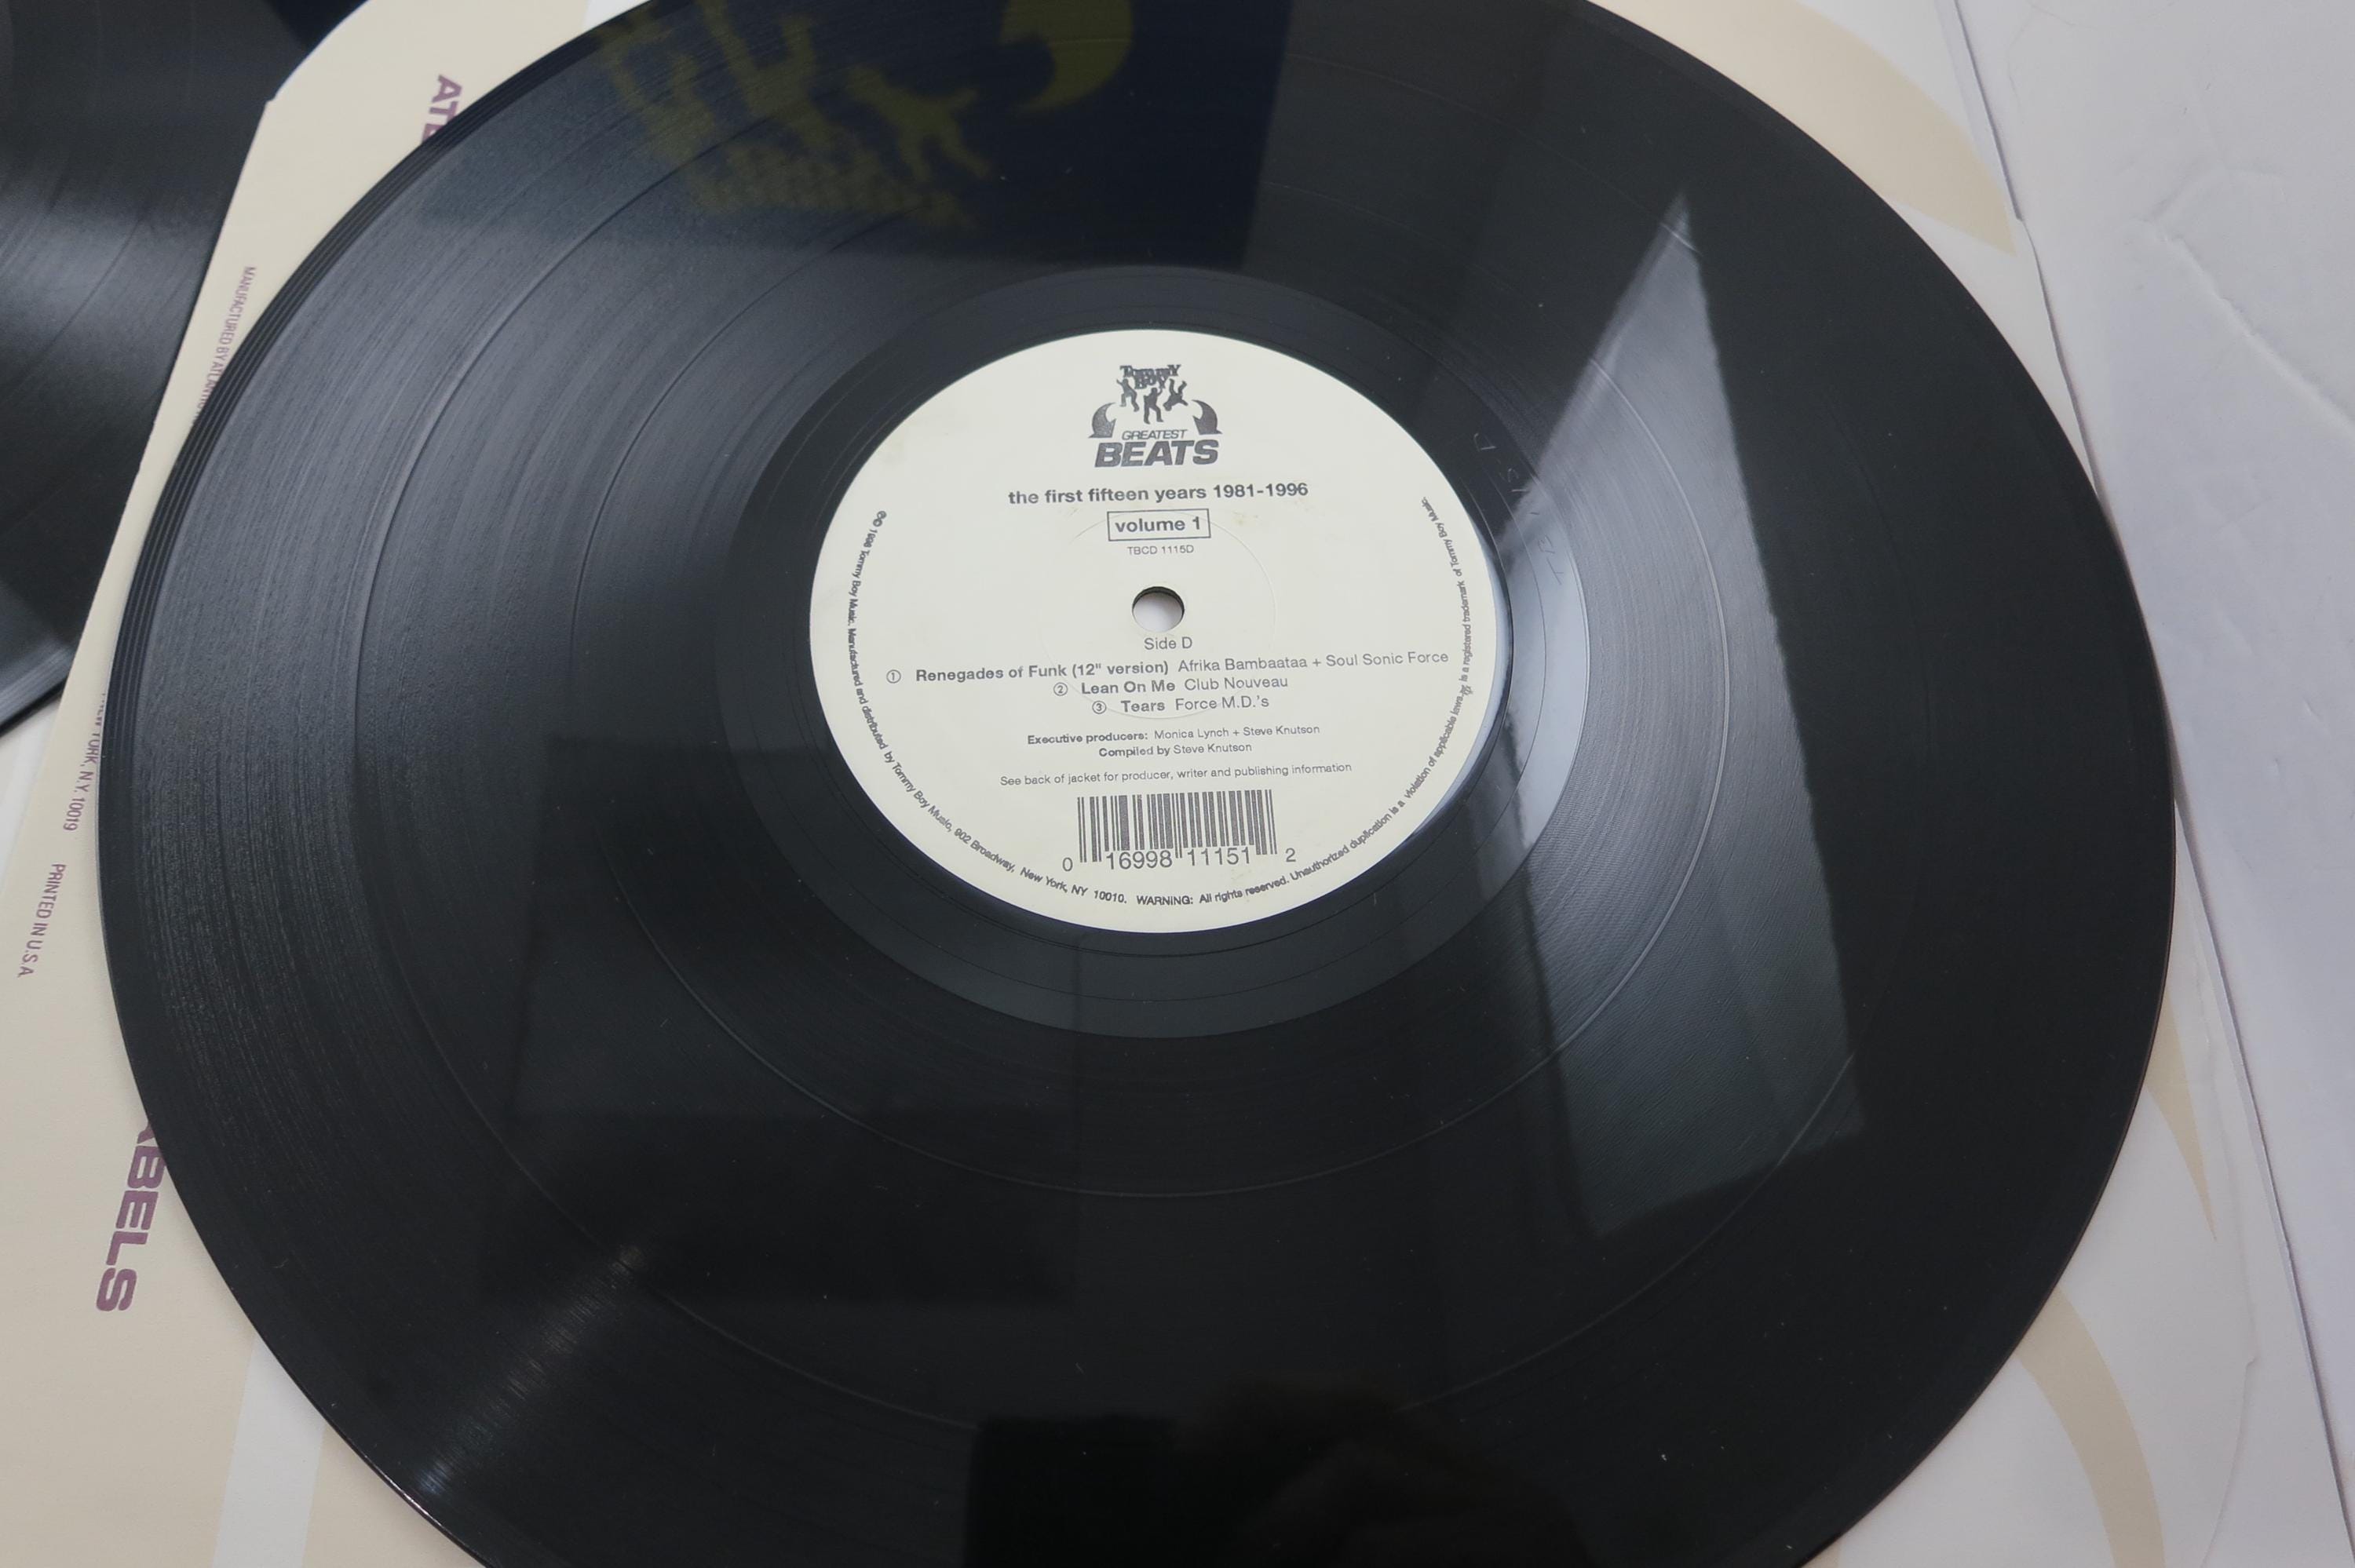 TommY
Boy
GREATEST
BEATS
the first fifteen years 1981-1996
volume 1
TBCD 1115D
Side D
① Renegades of Funk (12" version) Afrika Bambaataa + Soul Sonic Force
② Lean On Me Club Nouveau
③ Tears Force M.D.'s
Executive producers: Monica Lynch + Steve Knutson
Compiled by Steve Knutson
See back of jacket for producer, writer and publishing information
0 16998 11151 2
℗© 1998 Tommy Boy Music. Manufactured and distributed by Tommy Boy Music, 902 Broadway, New York, NY 10010. WARNING: All rights reserved. Unauthorized duplication is a violation of applicable laws. is a registered trademark of Tommy Boy Music.
MANUFACTURED BY
YORK, N.Y. 10019
PRINTED IN U.S.A.